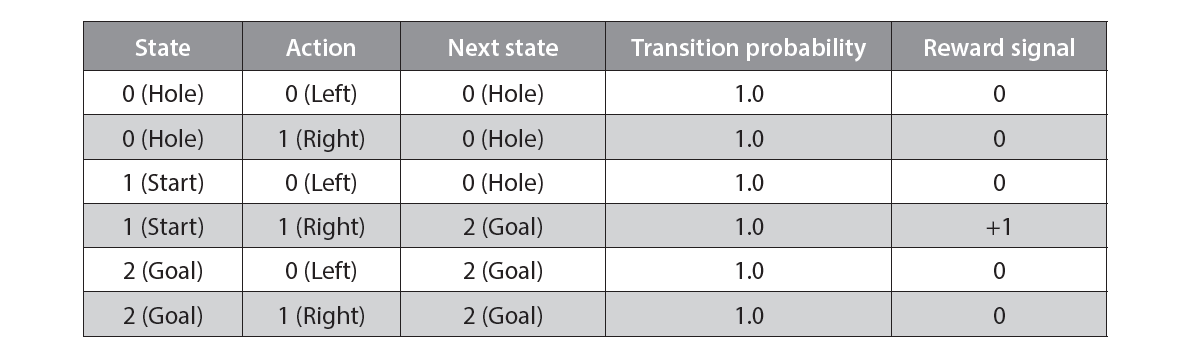 State Action Next state Transition probability Reward signal
0 (Hole) 0 (Left) 0 (Hole) 1.0 0
0 (Hole) 1 (Right) 0 (Hole) 1.0 0
1 (Start) 0 (Left) 0 (Hole) 1.0 0
1 (Start) 1 (Right) 2 (Goal) 1.0 +1
2 (Goal) 0 (Left) 2 (Goal) 1.0 0
2 (Goal) 1 (Right) 2 (Goal) 1.0 0